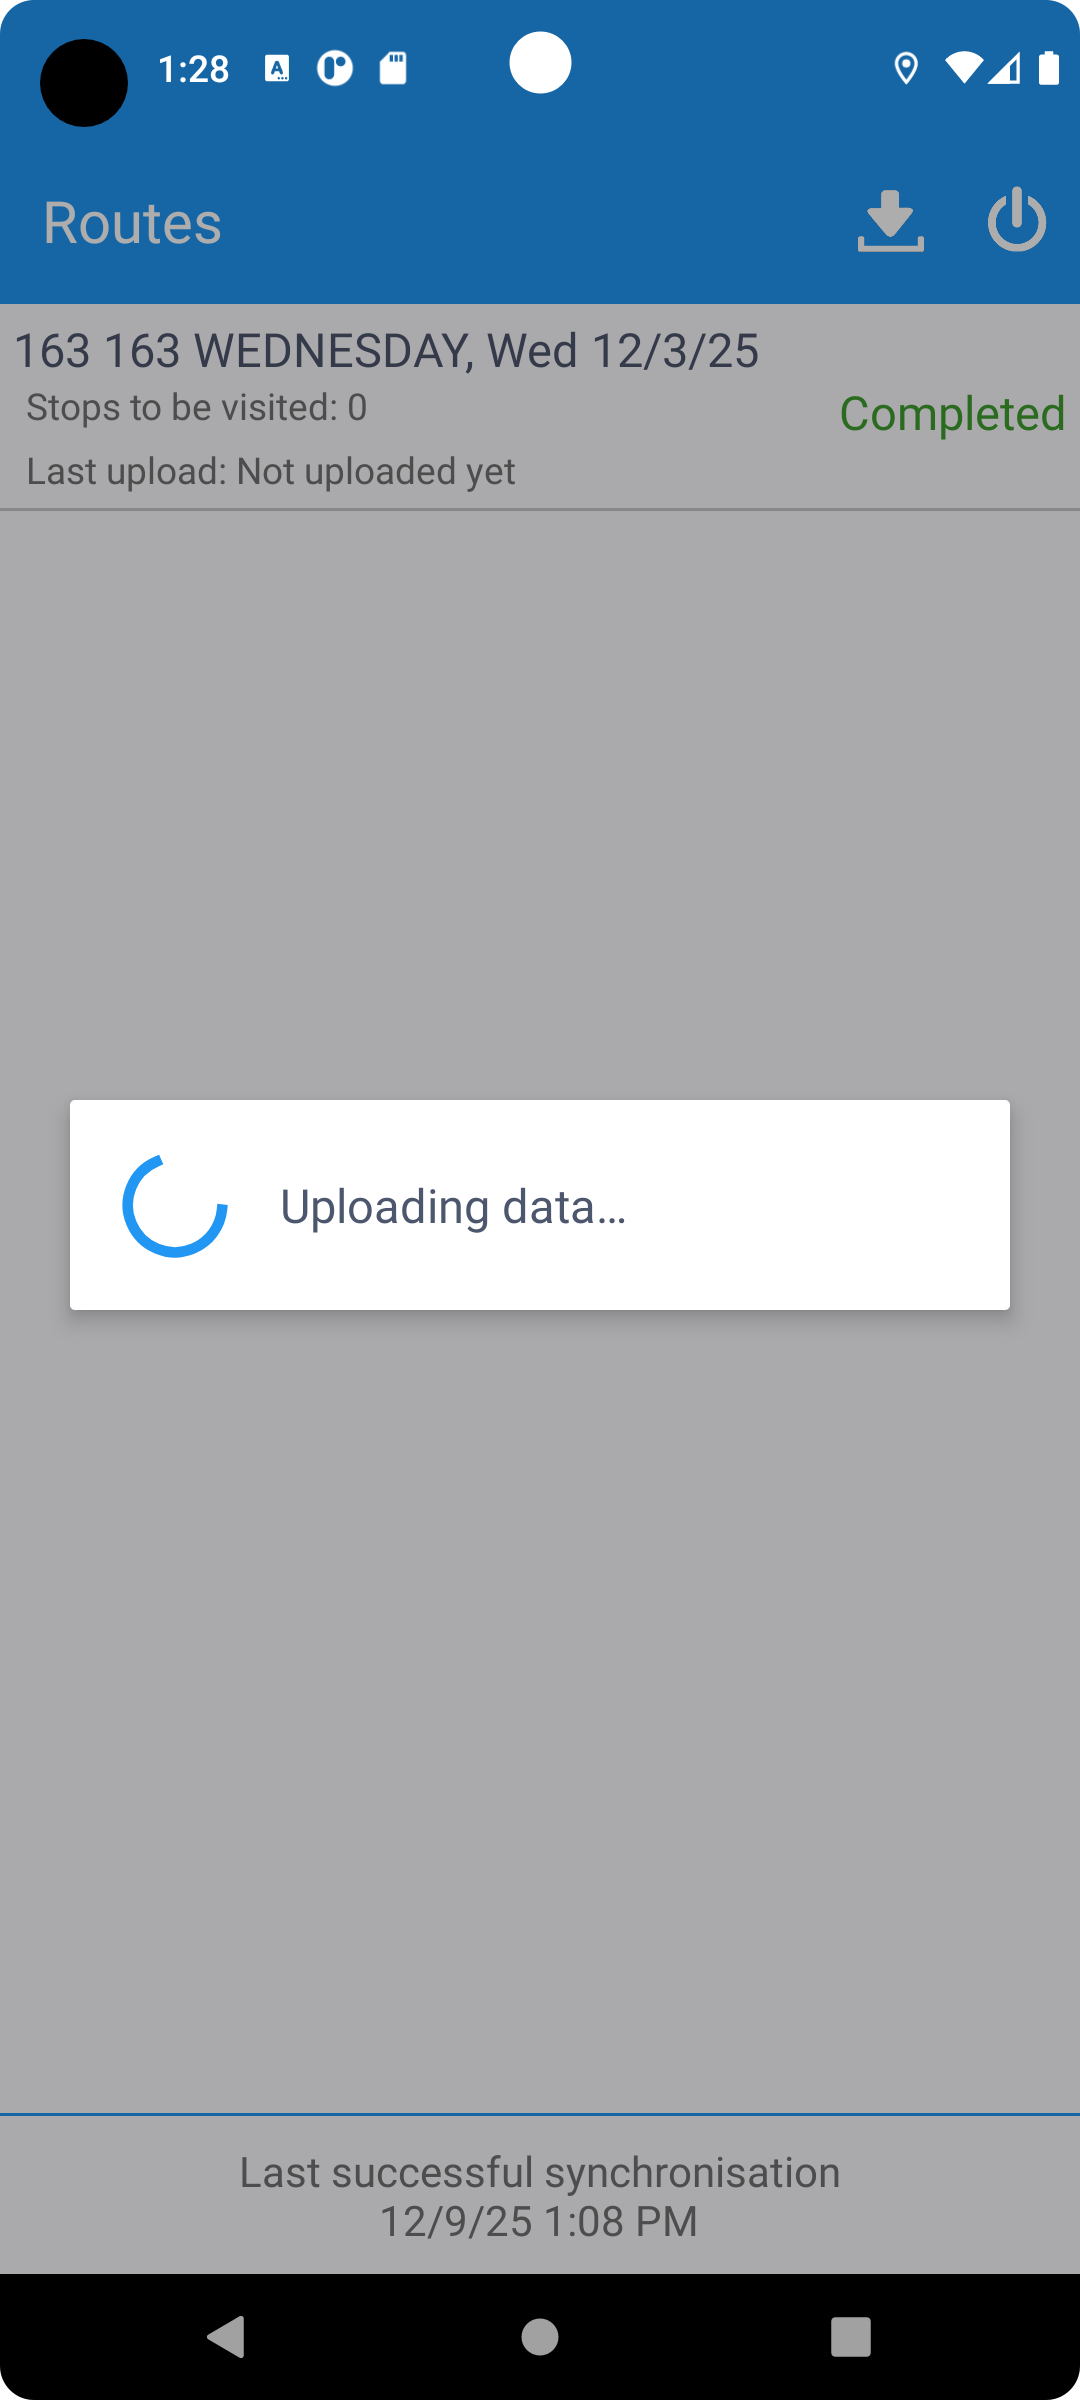 1:28
Routes
163 163 WEDNESDAY, Wed 12/3/25
Stops to be visited: 0
Completed
Last upload: Not uploaded yet
Uploading data...
Last successful synchronisation
12/9/25 1:08 PM